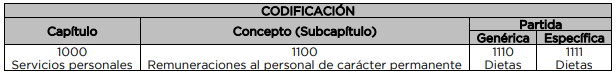 CODIFICACIÓN
Capítulo Concepto (Subcapítulo) Partida
Genérica Específica
1000 1100 1110 1111
Servicios personales Remuneraciones al personal de carácter permanente Dietas Dietas